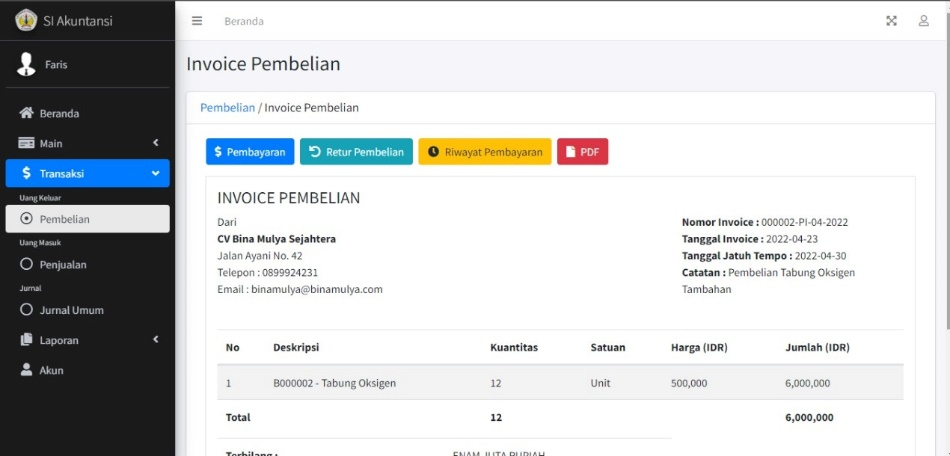 SI Akuntansi
Beranda
Faris
Invoice Pembelian
Pembelian / Invoice Pembelian
Beranda
Main
Transaksi
Uang Keluar
Pembelian
Uang Masuk
Penjualan
Jurnal
Jurnal Umum
Laporan
Akun
$ Pembayaran Retur Pembelian Riwayat Pembayaran PDF
INVOICE PEMBELIAN
Dari
CV Bina Mulya Sejahtera
Jalan Ayani No. 42
Telepon : 0899924231
Email : binamulya@binamulya.com
Nomor Invoice : 000002-PI-04-2022
Tanggal Invoice : 2022-04-23
Tanggal Jatuh Tempo : 2022-04-30
Catatan : Pembelian Tabung Oksigen
Tambahan
No Deskripsi Kuantitas Satuan Harga (IDR) Jumlah (IDR)
1 B000002 - Tabung Oksigen 12 Unit 500,000 6,000,000
Total 12 6,000,000
Terbilang : ENAM JUTA RUPIAH